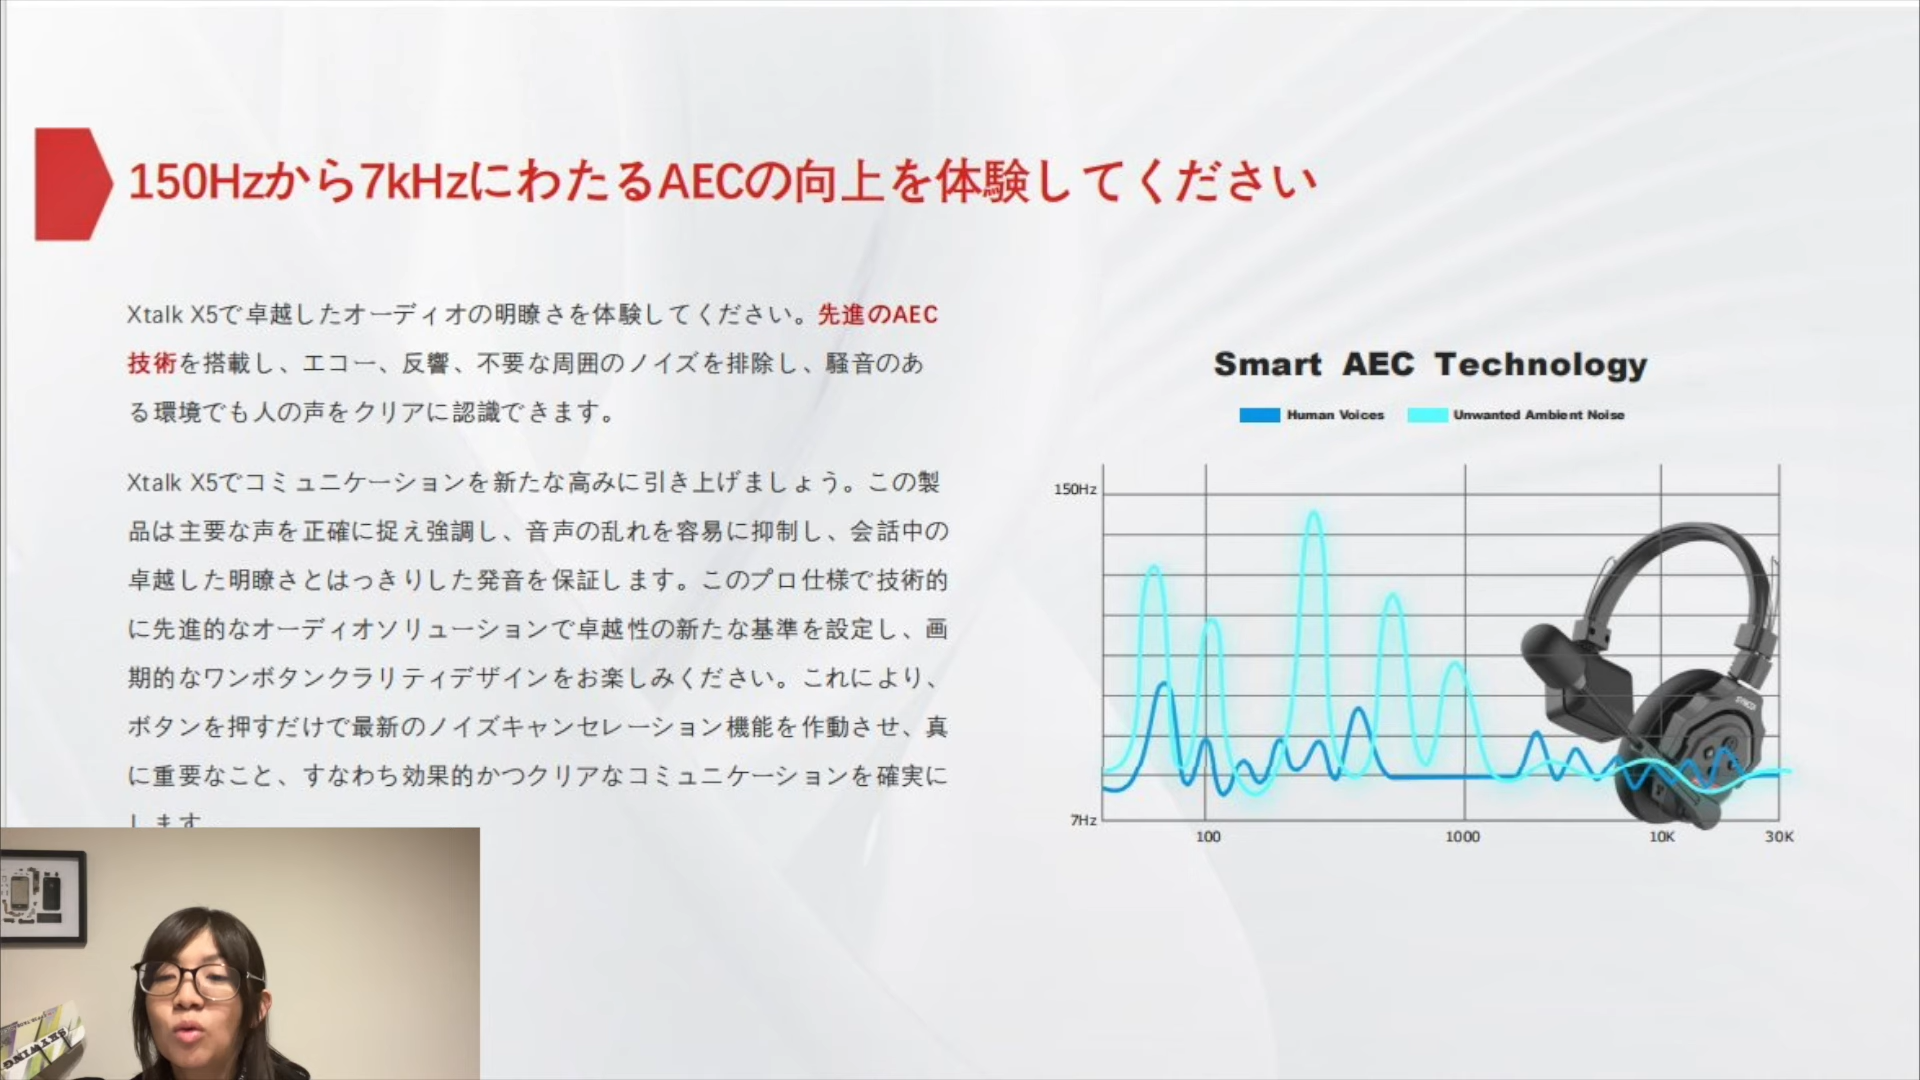 150Hzから7kHzにわたるAECの向上を体験してください
Xtalk X5で卓越したオーディオの明瞭さを体験してください。先進のAEC
技術を搭載し、エコー、反響、不要な周囲のノイズを排除し、騒音のあ
る環境でも人の声をクリアに認識できます。
Xtalk X5でコミュニケーションを新たな高みに引き上げましょう。この製
品は主要な声を正確に捉え強調し、音声の乱れを容易に抑制し、会話中の
卓越した明瞭さとはっきりした発音を保証します。このプロ仕様で技術的
に先進的なオーディオソリューションで卓越性の新たな基準を設定し、画
期的なワンボタンクラリティデザインをお楽しみください。これにより、
ボタンを押すだけで最新のノイズキャンセレーション機能を作動させ、真
に重要なこと、すなわち効果的かつクリアなコミュニケーションを確実に
します
Smart AEC Technology
Human Voices
Unwanted Ambient Noise
150Hz
7Hz
100
1000
10K
30K
SYNCO
SKYWING